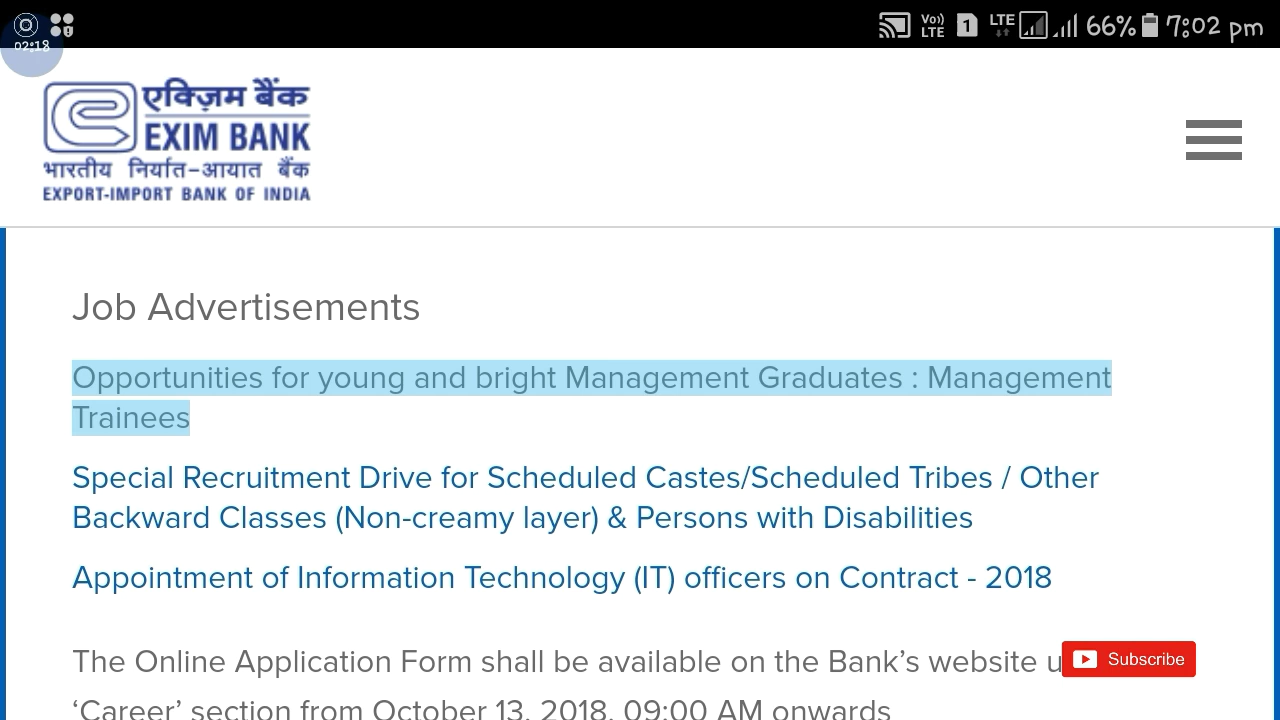 02:18
Vo)) LTE 1 LTE 66% 7:02 pm
एक्ज़िम बैंक
EXIM BANK
भारतीय निर्यात-आयात बैंक
EXPORT-IMPORT BANK OF INDIA
Job Advertisements
Opportunities for young and bright Management Graduates : Management
Trainees
Special Recruitment Drive for Scheduled Castes/Scheduled Tribes / Other
Backward Classes (Non-creamy layer) & Persons with Disabilities
Appointment of Information Technology (IT) officers on Contract - 2018
The Online Application Form shall be available on the Bank’s website
Subscribe
‘Career’ section from October 13, 2018, 09:00 AM onwards